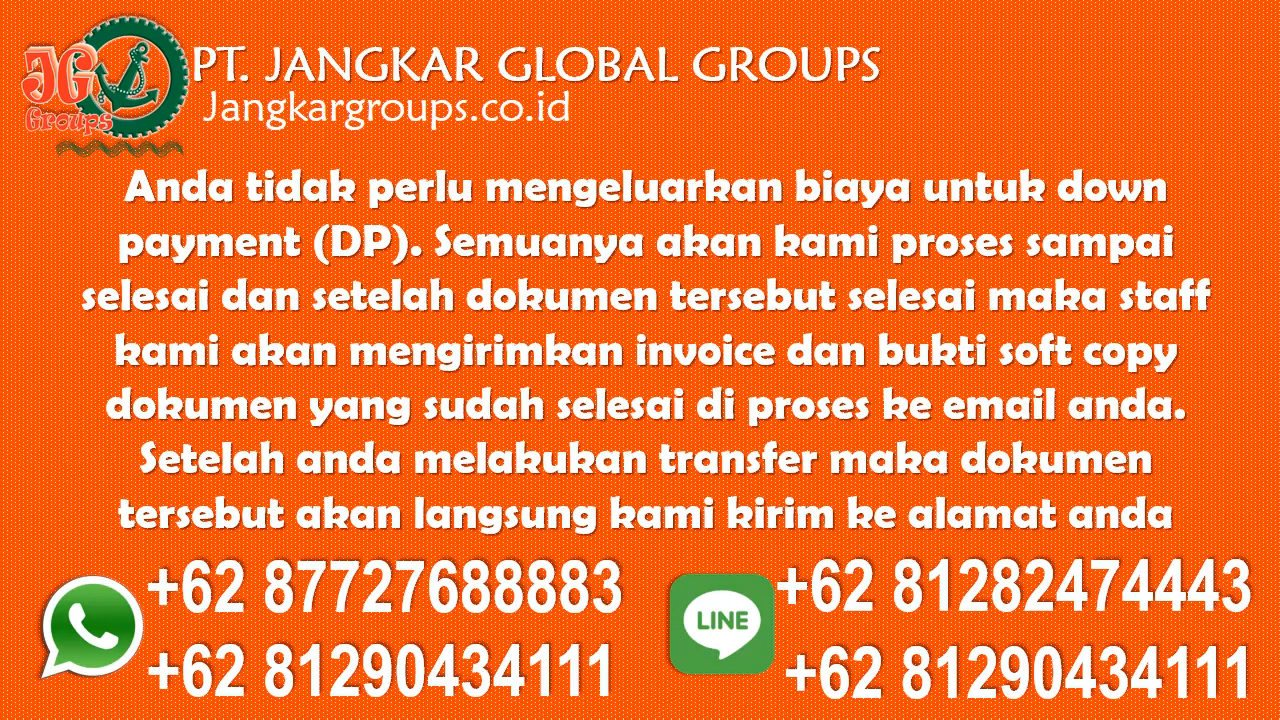 JG
Groups
PT. JANGKAR GLOBAL GROUPS
Jangkargroups.co.id
Anda tidak perlu mengeluarkan biaya untuk down
payment (DP). Semuanya akan kami proses sampai
selesai dan setelah dokumen tersebut selesai maka staff
kami akan mengirimkan invoice dan bukti soft copy
dokumen yang sudah selesai di proses ke email anda.
Setelah anda melakukan transfer maka dokumen
tersebut akan langsung kami kirim ke alamat anda
+62 87727688883
+62 81290434111
LINE
+62 81282474443
+62 81290434111